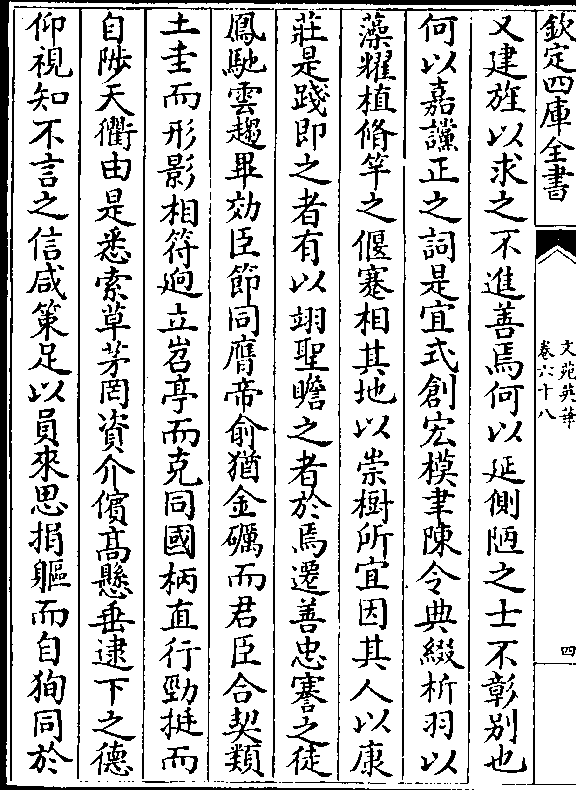 欽定四庫全書
文苑英華
卷六十八
四
又建旌以求之不進善焉何以延側陋之士不彰别也
何以嘉讜正之詞是宜式創宏模聿陳令典綴析羽以
藻耀植脩竿之偃蹇相其地以崇樹所宜因其人以康
莊是踐即之者有以翊聖瞻之者於焉遷善忠謇之徒
鳳馳雲趨畢効臣節同膺帝俞猶金礪而君臣合契類
土圭而形影相符逈立岧亭而克同國柄直行勁挺而
自陟天衢由是悉索草茅罔資介儐髙懸垂逮下之德
仰視知不言之信咸策足以員來思捐軀而自狥同於